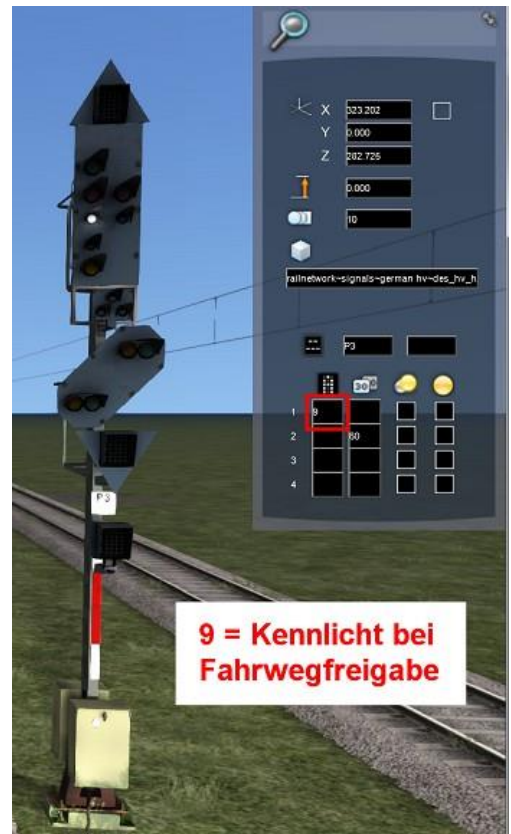 X 323.202
Y 0.000
Z 282.726
0.000
10
railnetwork~signals~german hv~des_hv_h
P3
30
1 9
2 60
3
4
P3
9 = Kennlicht bei
Fahrwegfreigabe